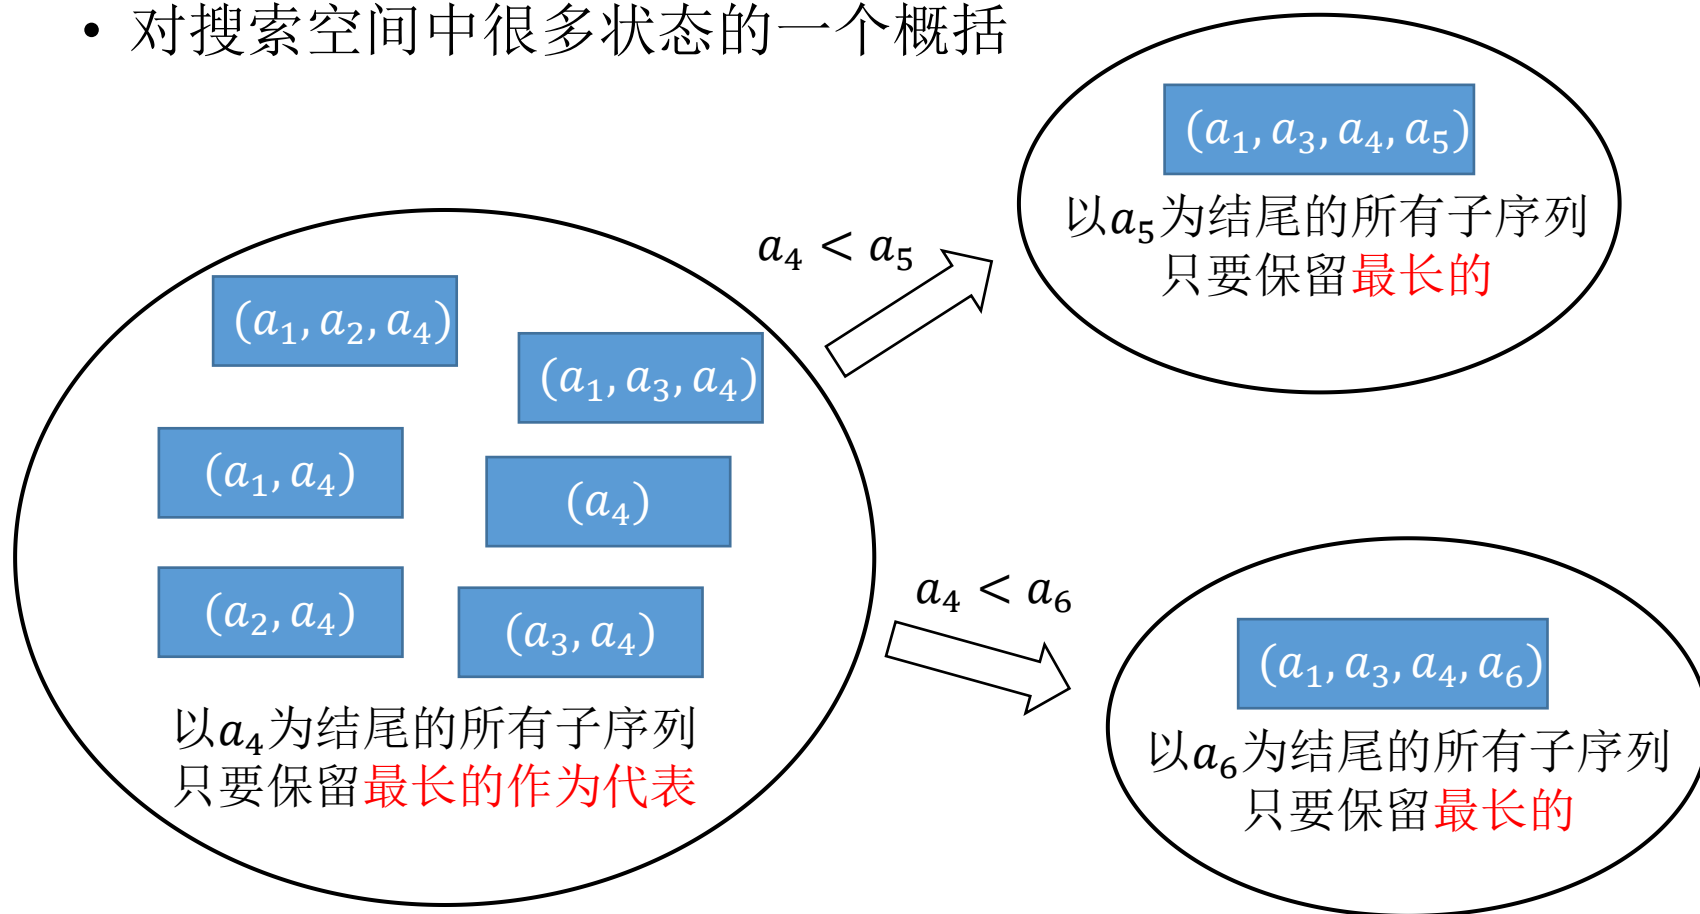 • 对搜索空间中很多状态的一个概括
(a₁, a₃, a₄, a₅)
以a₅为结尾的所有子序列
只要保留最长的
a₄ < a₅
(a₁, a₂, a₄)
(a₁, a₃, a₄)
(a₁, a₄)
(a₄)
(a₂, a₄)
(a₃, a₄)
以a₄为结尾的所有子序列
只要保留最长的作为代表
a₄ < a₆
(a₁, a₃, a₄, a₆)
以a₆为结尾的所有子序列
只要保留最长的